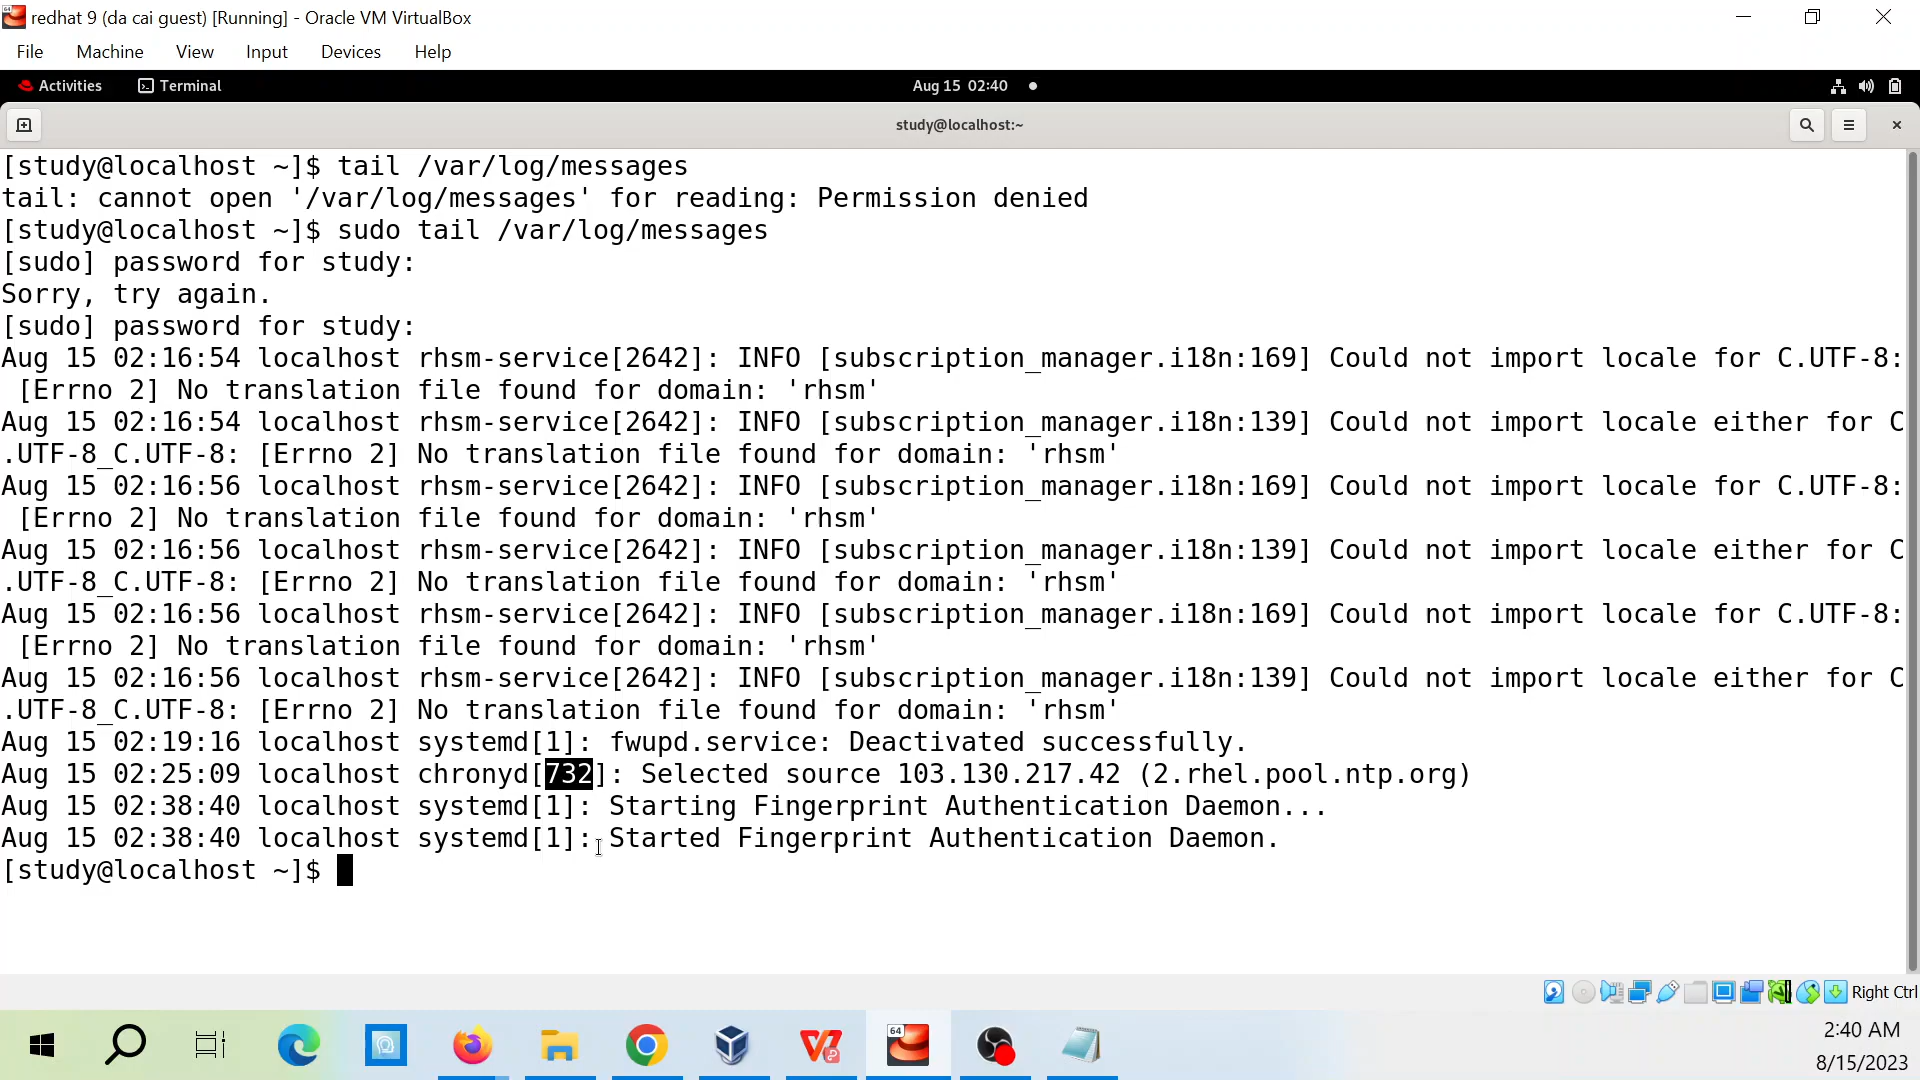 redhat 9 (da cai guest) [Running] - Oracle VM VirtualBox
File Machine View Input Devices Help
Activities Terminal Aug 15 02:40
study@localhost:~
[study@localhost ~]$ tail /var/log/messages
tail: cannot open '/var/log/messages' for reading: Permission denied
[study@localhost ~]$ sudo tail /var/log/messages
[sudo] password for study:
Sorry, try again.
[sudo] password for study:
Aug 15 02:16:54 localhost rhsm-service[2642]: INFO [subscription_manager.i18n:169] Could not import locale for C.UTF-8:
[Errno 2] No translation file found for domain: 'rhsm'
Aug 15 02:16:54 localhost rhsm-service[2642]: INFO [subscription_manager.i18n:139] Could not import locale either for C
.UTF-8_C.UTF-8: [Errno 2] No translation file found for domain: 'rhsm'
Aug 15 02:16:56 localhost rhsm-service[2642]: INFO [subscription_manager.i18n:169] Could not import locale for C.UTF-8:
[Errno 2] No translation file found for domain: 'rhsm'
Aug 15 02:16:56 localhost rhsm-service[2642]: INFO [subscription_manager.i18n:139] Could not import locale either for C
.UTF-8_C.UTF-8: [Errno 2] No translation file found for domain: 'rhsm'
Aug 15 02:16:56 localhost rhsm-service[2642]: INFO [subscription_manager.i18n:169] Could not import locale for C.UTF-8:
[Errno 2] No translation file found for domain: 'rhsm'
Aug 15 02:16:56 localhost rhsm-service[2642]: INFO [subscription_manager.i18n:139] Could not import locale either for C
.UTF-8_C.UTF-8: [Errno 2] No translation file found for domain: 'rhsm'
Aug 15 02:19:16 localhost systemd[1]: fwupd.service: Deactivated successfully.
Aug 15 02:25:09 localhost chronyd[732]: Selected source 103.130.217.42 (2.rhel.pool.ntp.org)
Aug 15 02:38:40 localhost systemd[1]: Starting Fingerprint Authentication Daemon...
Aug 15 02:38:40 localhost systemd[1]: Started Fingerprint Authentication Daemon.
[study@localhost ~]$
Right Ctrl
64
2:40 AM
8/15/2023